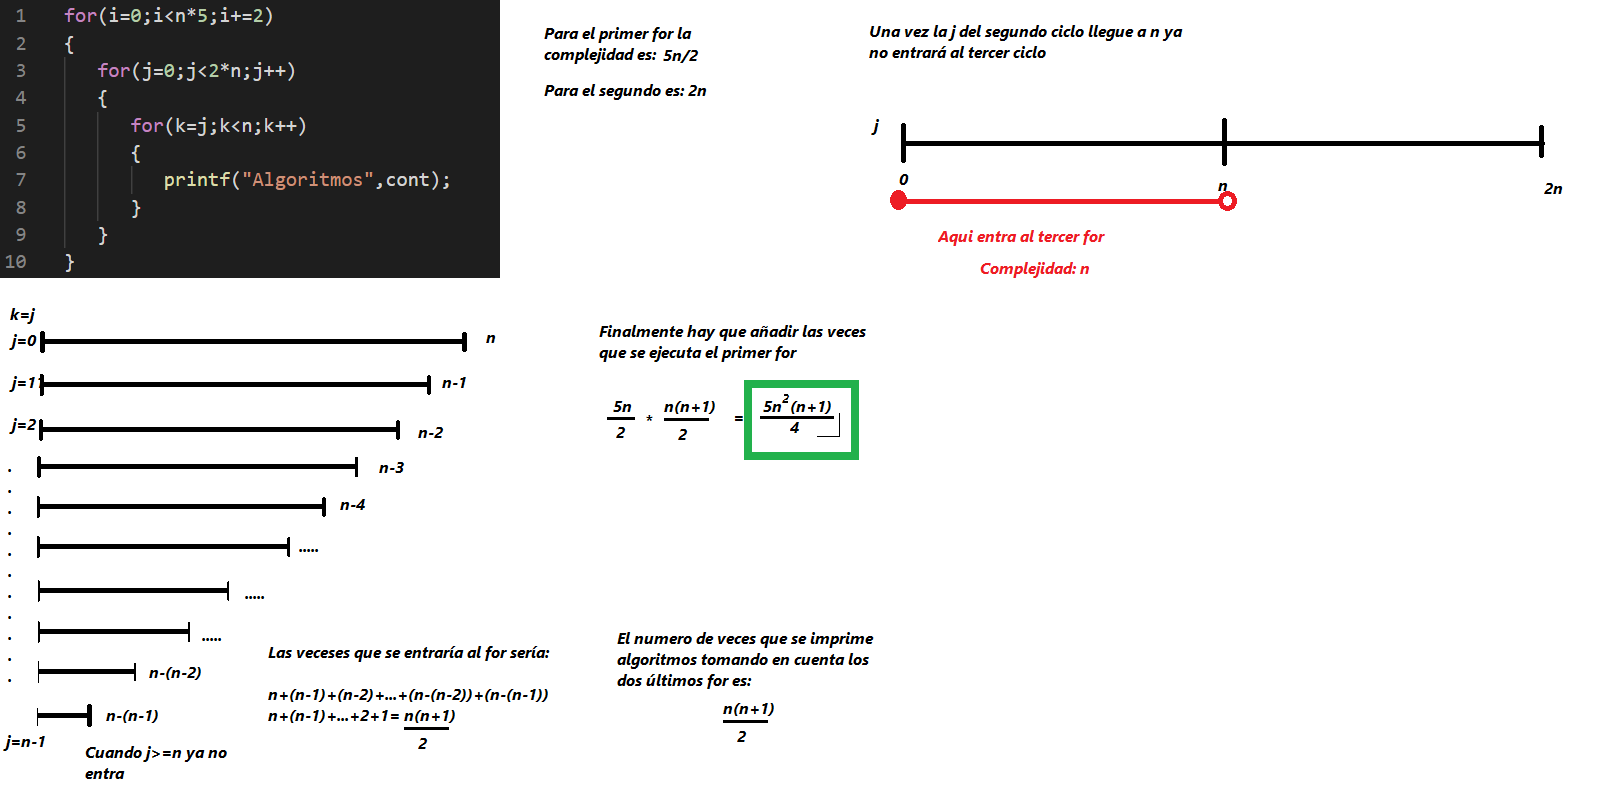 1 for(i=0;i<n*5;i+=2)
2 {
3 for(j=0;j<2*n;j++)
4 {
5 for(k=j;k<n;k++)
6 {
7 printf("Algoritmos",cont);
8 }
9 }
10 }
Para el primer for la
complejidad es: 5n/2
Para el segundo es: 2n
Una vez la j del segundo ciclo llegue a n ya
no entrará al tercer ciclo
j
0
n
2n
Aqui entra al tercer for
Complejidad: n
k=j
j=0 n
j=11 n-1
j=2 n-2
. n-3
.
. n-4
.
. .....
.
. .....
.
. .....
.
. n-(n-2)
n-(n-1)
j=n-1
Cuando j>=n ya no
entra
Las veceses que se entraría al for sería:
n+(n-1)+(n-2)+...+(n-(n-2))+(n-(n-1))
n+(n-1)+...+2+1= n(n+1)
2
Finalmente hay que añadir las veces
que se ejecuta el primer for
5n n(n+1) 5n²(n+1)
* =
2 2 4
El numero de veces que se imprime
algoritmos tomando en cuenta los
dos últimos for es:
n(n+1)
2